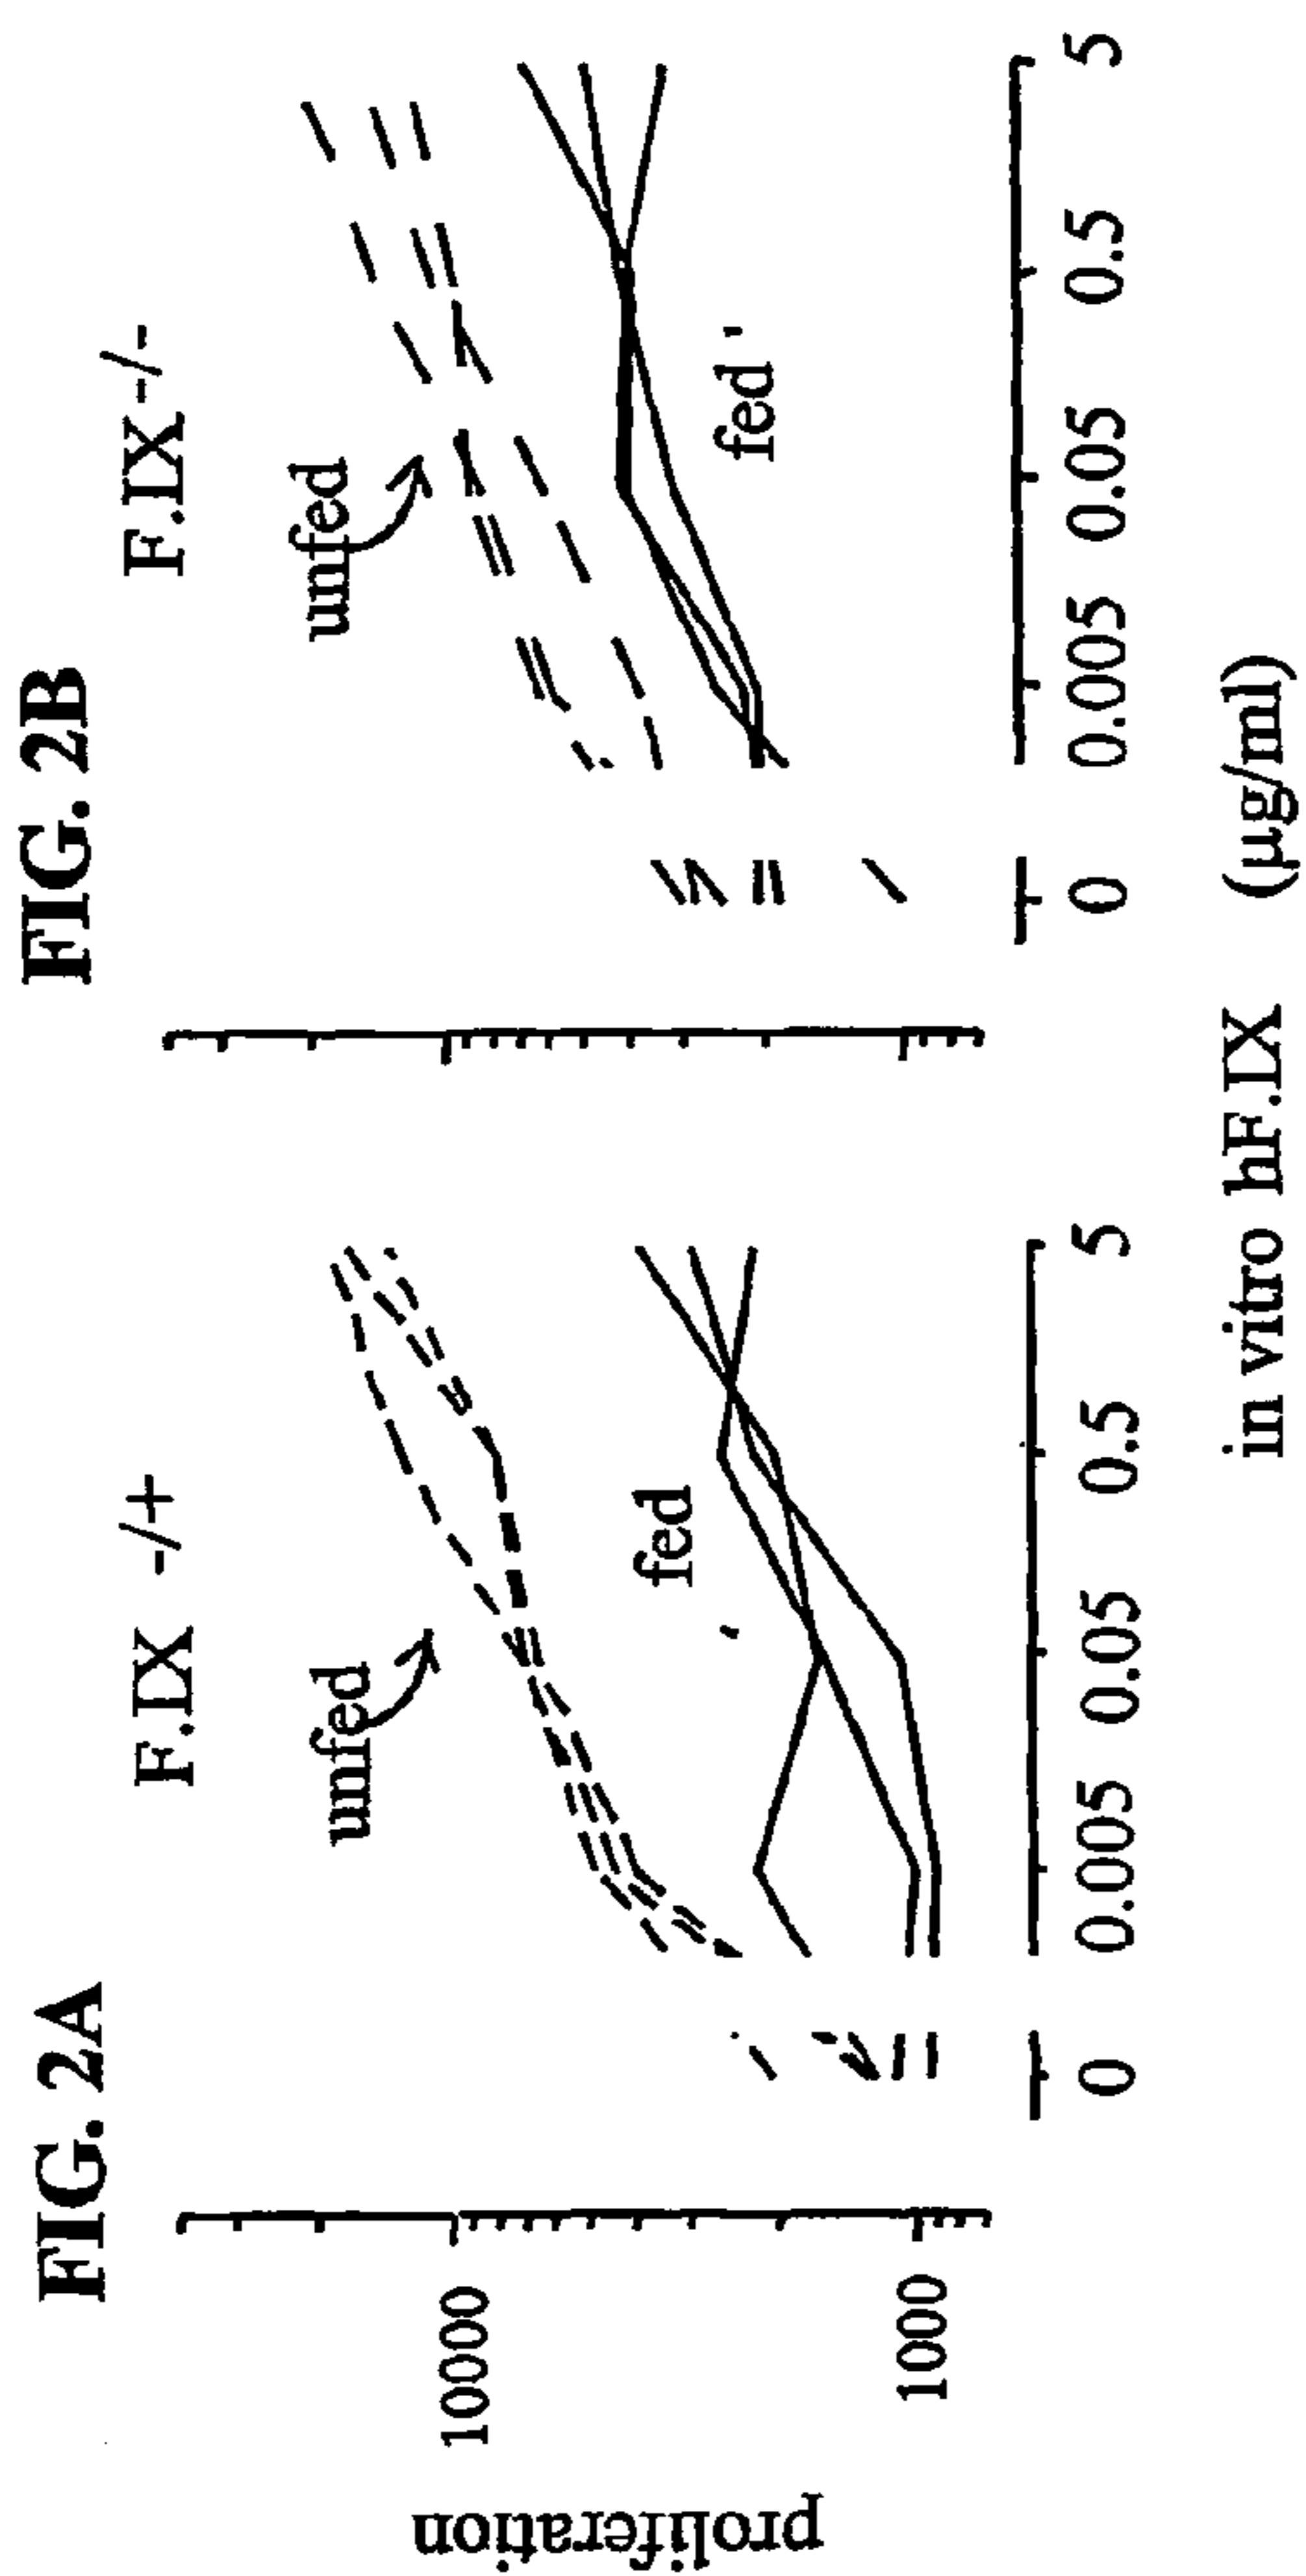 FIG. 2A
F.IX -/+
unfed
fed
proliferation
10000
1000
0 0.005 0.05 0.5 5
FIG. 2B
F.IX -/-
unfed
fed
0 0.005 0.05 0.5 5
in vitro hF.IX (µg/ml)